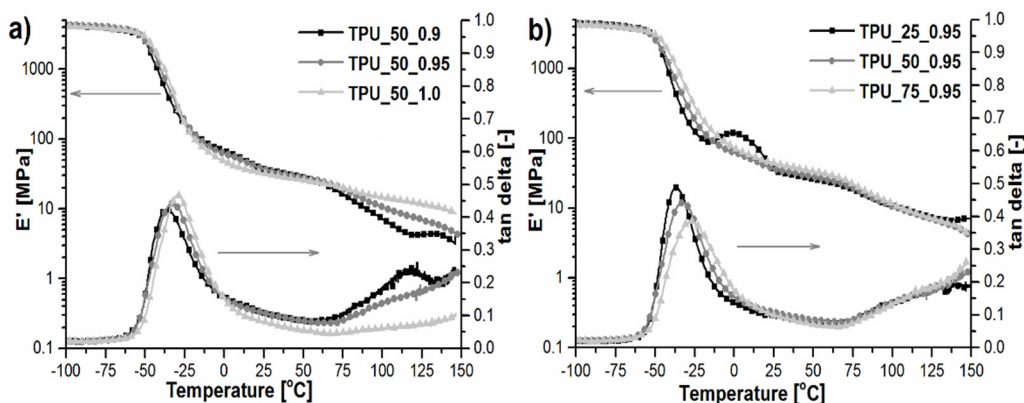 a)
TPU_50_0.9
TPU_50_0.95
TPU_50_1.0
E' [MPa]
1000
100
10
1
0.1
1.0
0.9
0.8
0.7
0.6
0.5
0.4
0.3
0.2
0.1
0.0
tan delta [-]
-100 -75 -50 -25 0 25 50 75 100 125 150
Temperature [°C]
b)
TPU_25_0.95
TPU_50_0.95
TPU_75_0.95
E' [MPa]
1000
100
10
1
0.1
1.0
0.9
0.8
0.7
0.6
0.5
0.4
0.3
0.2
0.1
0.0
tan delta [-]
-100 -75 -50 -25 0 25 50 75 100 125 150
Temperature [°C]